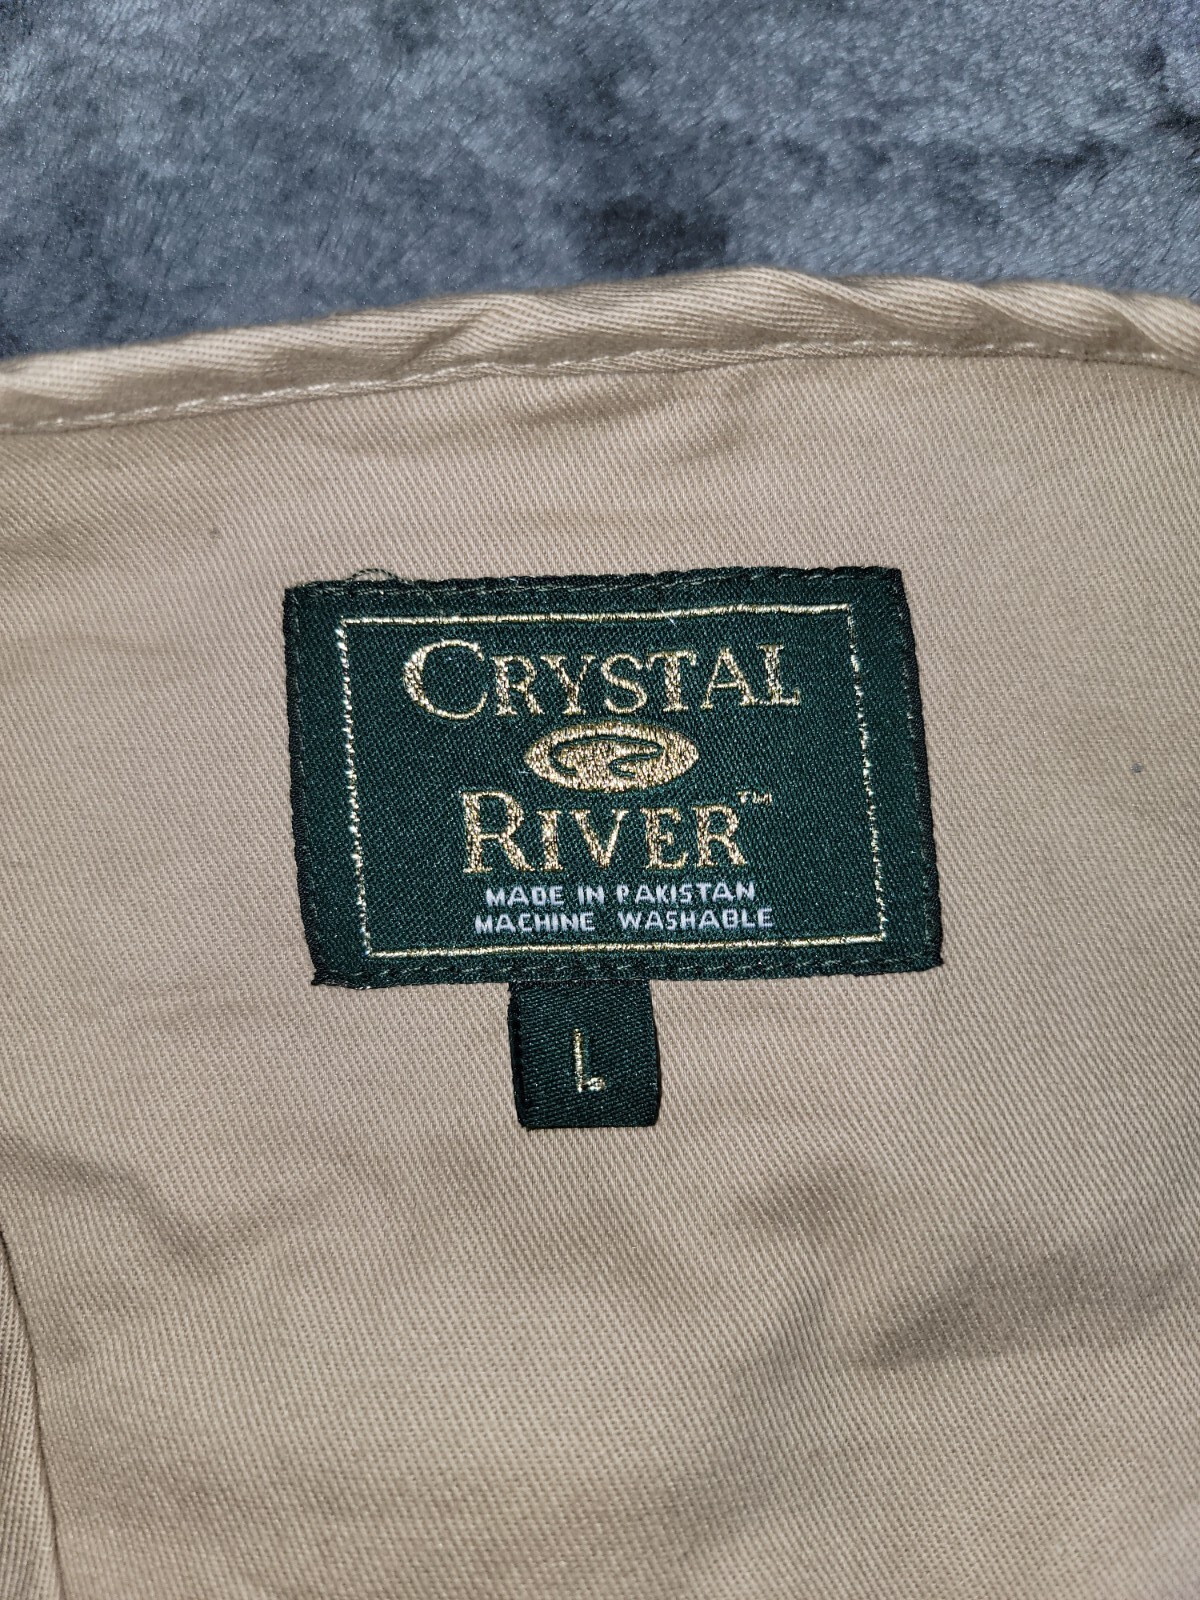 CRYSTAL
RIVER™
MADE IN PAKISTAN
MACHINE WASHABLE
L